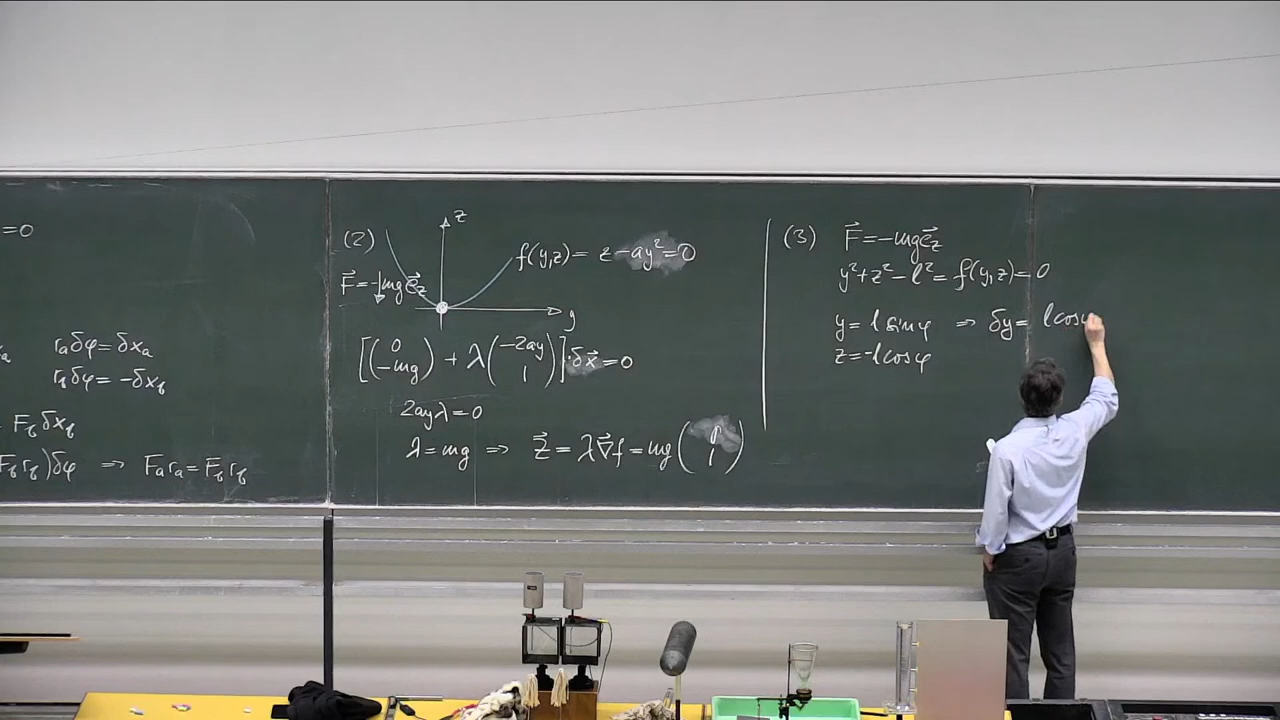 =0
r_a δφ = δx_a
r_b δφ = -δx_b
F_b δx_b
F_b r_b) δφ ⇒ F_a r_a = F_b r_b
(2)
z
f(y,z) = z - ay² = 0
F⃗ = -mg e⃗_z
y
[(0 -mg) + λ(-2ay 1)]·δx⃗ = 0
2ayλ = 0
λ = mg ⇒ Z⃗ = λ∇⃗f = mg (0 1)
(3) F⃗ = -mg e⃗_z
y² + z² - l² = f(y,z) = 0
y = l sinφ ⇒ δy = l cos
z = -l cosφ